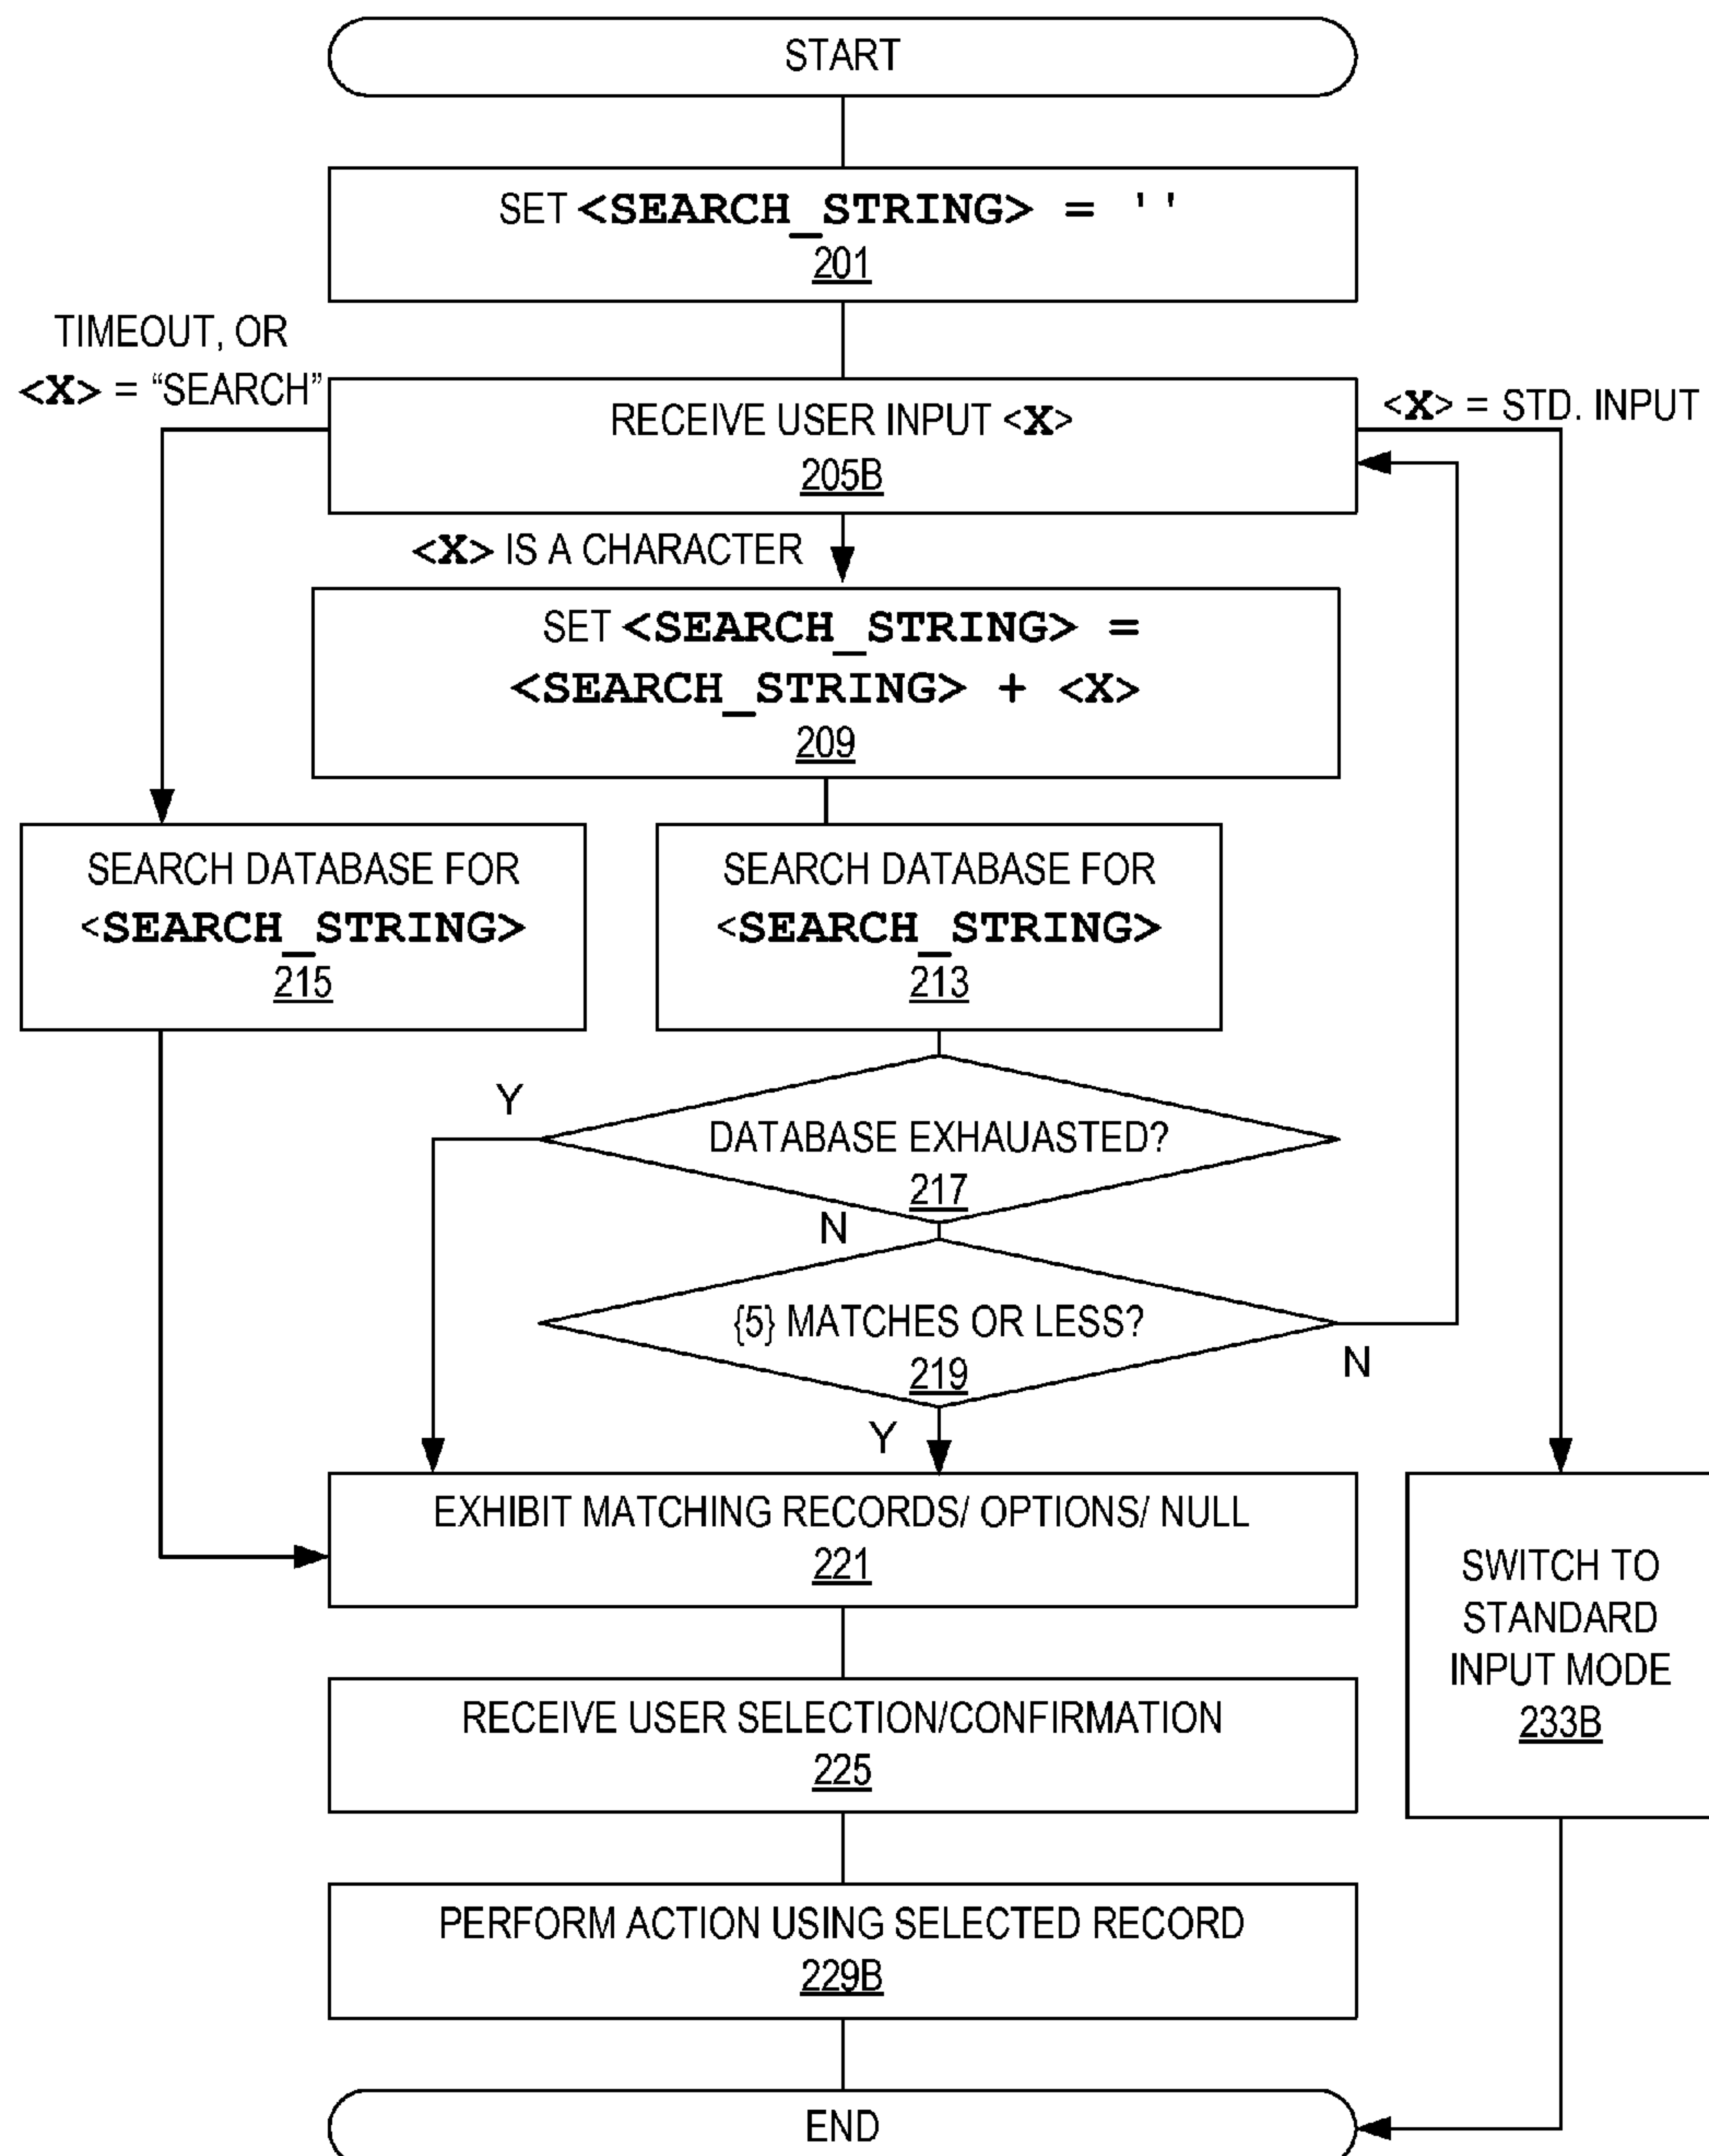 START
SET <SEARCH_STRING> = ' '
201
TIMEOUT, OR
<X> = “SEARCH”
RECEIVE USER INPUT <X>
205B
<X> = STD. INPUT
<X> IS A CHARACTER
SET <SEARCH_STRING> =
<SEARCH_STRING> + <X>
209
SEARCH DATABASE FOR
<SEARCH_STRING>
215
SEARCH DATABASE FOR
<SEARCH_STRING>
213
Y
DATABASE EXHAUASTED?
217
N
{5} MATCHES OR LESS?
219
N
Y
EXHIBIT MATCHING RECORDS/ OPTIONS/ NULL
221
SWITCH TO
STANDARD
INPUT MODE
233B
RECEIVE USER SELECTION/CONFIRMATION
225
PERFORM ACTION USING SELECTED RECORD
229B
END